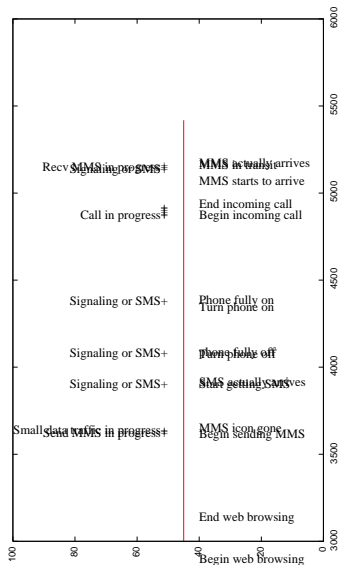 6000
5500
5000
4500
4000
3500
3000
100
80
60
40
20
0
Recv MMS in progress+
Signaling or SMS+
Call in progress+
Signaling or SMS+
Signaling or SMS+
Signaling or SMS+
Small data traffic in progress+
Send MMS in progress+
MMS actually arrives
MMS in transit
MMS starts to arrive
End incoming call
Begin incoming call
Phone fully on
Turn phone on
phone fully off
Turn phone off
SMS actually arrives
Start getting SMS
MMS icon gone
Begin sending MMS
End web browsing
Begin web browsing